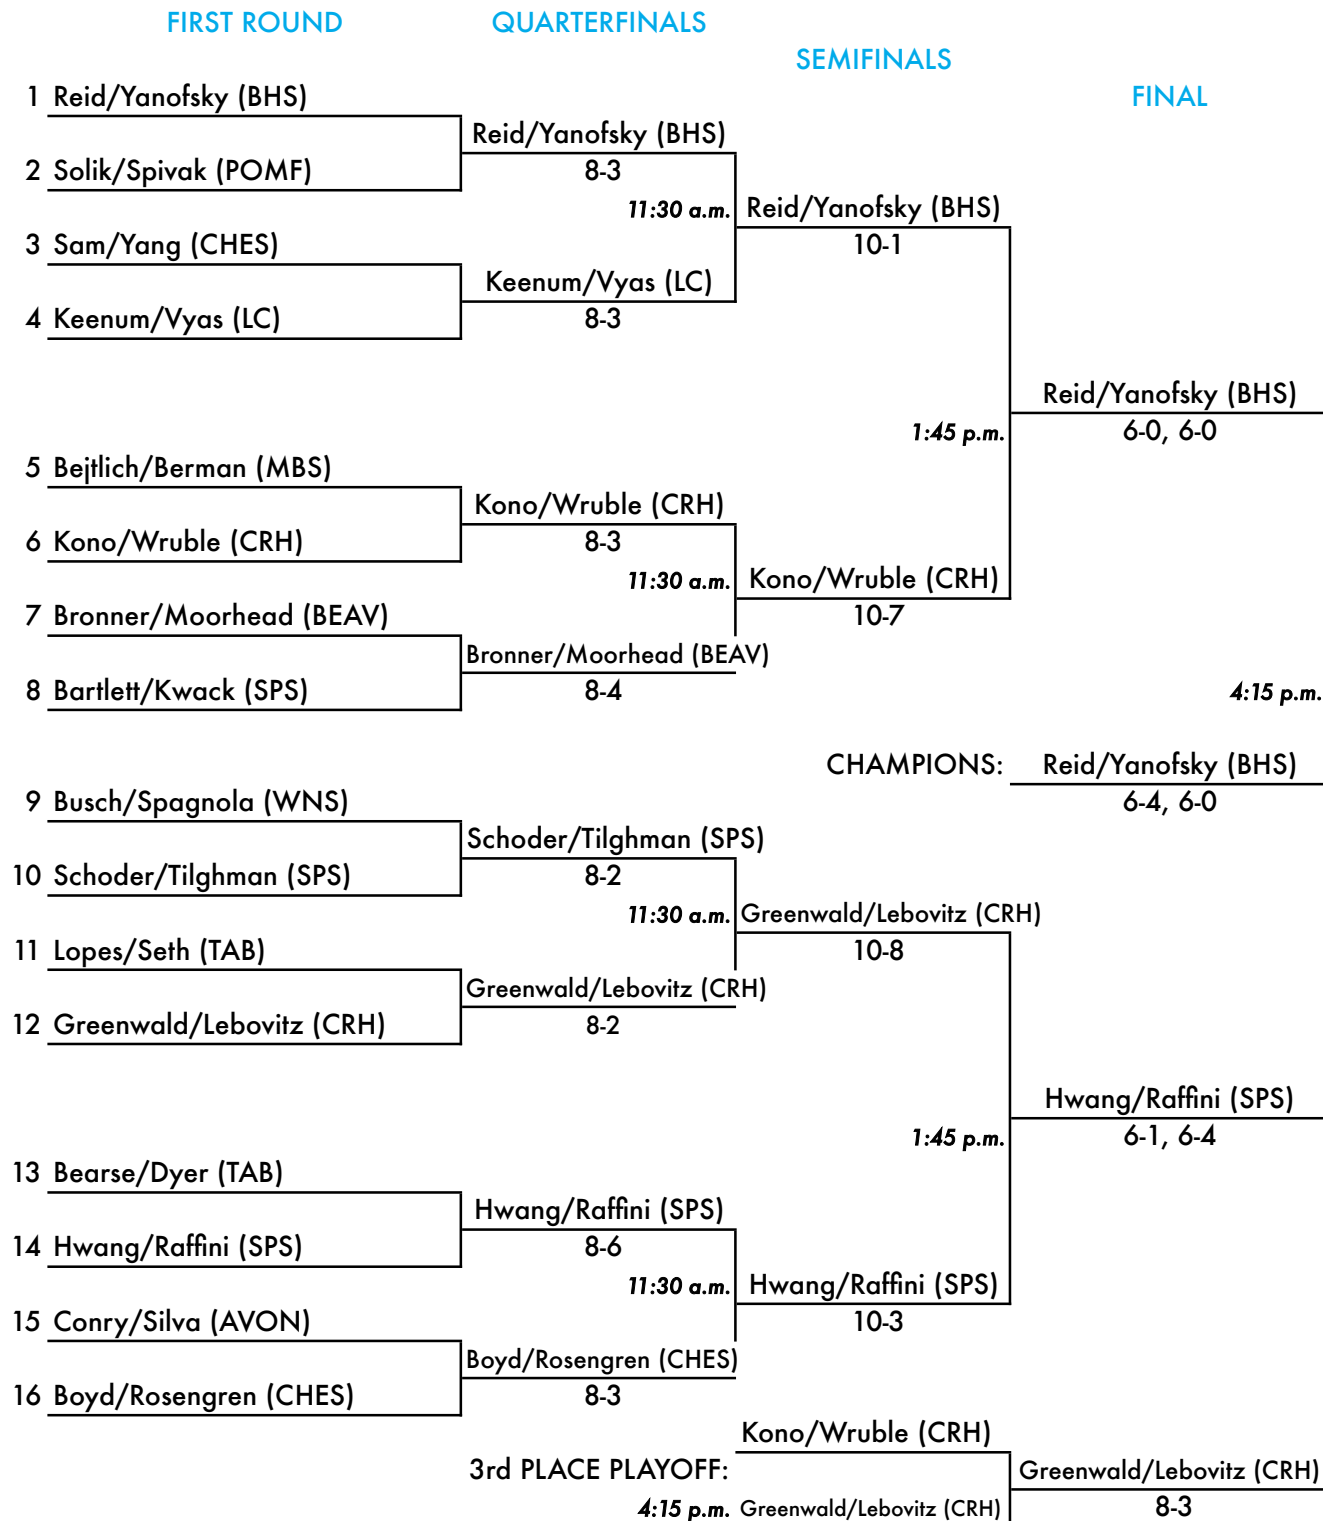 FIRST ROUND
QUARTERFINALS
SEMIFINALS
FINAL
1 Reid/Yanofsky (BHS)
Reid/Yanofsky (BHS)
2 Solik/Spivak (POMF)
8-3
11:30 a.m. Reid/Yanofsky (BHS)
3 Sam/Yang (CHES)
10-1
Keenum/Vyas (LC)
4 Keenum/Vyas (LC)
8-3
Reid/Yanofsky (BHS)
1:45 p.m.
6-0, 6-0
5 Bejtlich/Berman (MBS)
Kono/Wruble (CRH)
6 Kono/Wruble (CRH)
8-3
11:30 a.m. Kono/Wruble (CRH)
7 Bronner/Moorhead (BEAV)
10-7
Bronner/Moorhead (BEAV)
8 Bartlett/Kwack (SPS)
8-4
4:15 p.m.
CHAMPIONS: Reid/Yanofsky (BHS)
9 Busch/Spagnola (WNS)
6-4, 6-0
Schoder/Tilghman (SPS)
10 Schoder/Tilghman (SPS)
8-2
11:30 a.m. Greenwald/Lebovitz (CRH)
11 Lopes/Seth (TAB)
10-8
Greenwald/Lebovitz (CRH)
12 Greenwald/Lebovitz (CRH)
8-2
Hwang/Raffini (SPS)
1:45 p.m.
6-1, 6-4
13 Bearse/Dyer (TAB)
Hwang/Raffini (SPS)
14 Hwang/Raffini (SPS)
8-6
11:30 a.m. Hwang/Raffini (SPS)
15 Conry/Silva (AVON)
10-3
Boyd/Rosengren (CHES)
16 Boyd/Rosengren (CHES)
8-3
Kono/Wruble (CRH)
3rd PLACE PLAYOFF:
Greenwald/Lebovitz (CRH)
4:15 p.m. Greenwald/Lebovitz (CRH)
8-3